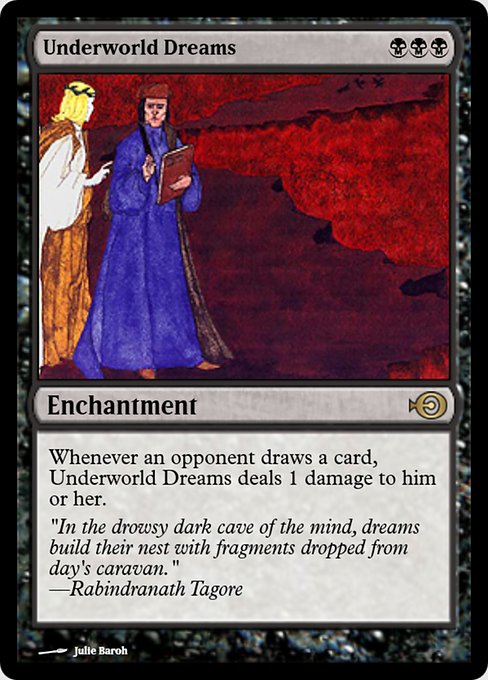 Underworld Dreams
Enchantment
Whenever an opponent draws a card,
Underworld Dreams deals 1 damage to him
or her.
"In the drowsy dark cave of the mind, dreams
build their nest with fragments dropped from
day's caravan."
—Rabindranath Tagore
Julie Baroh